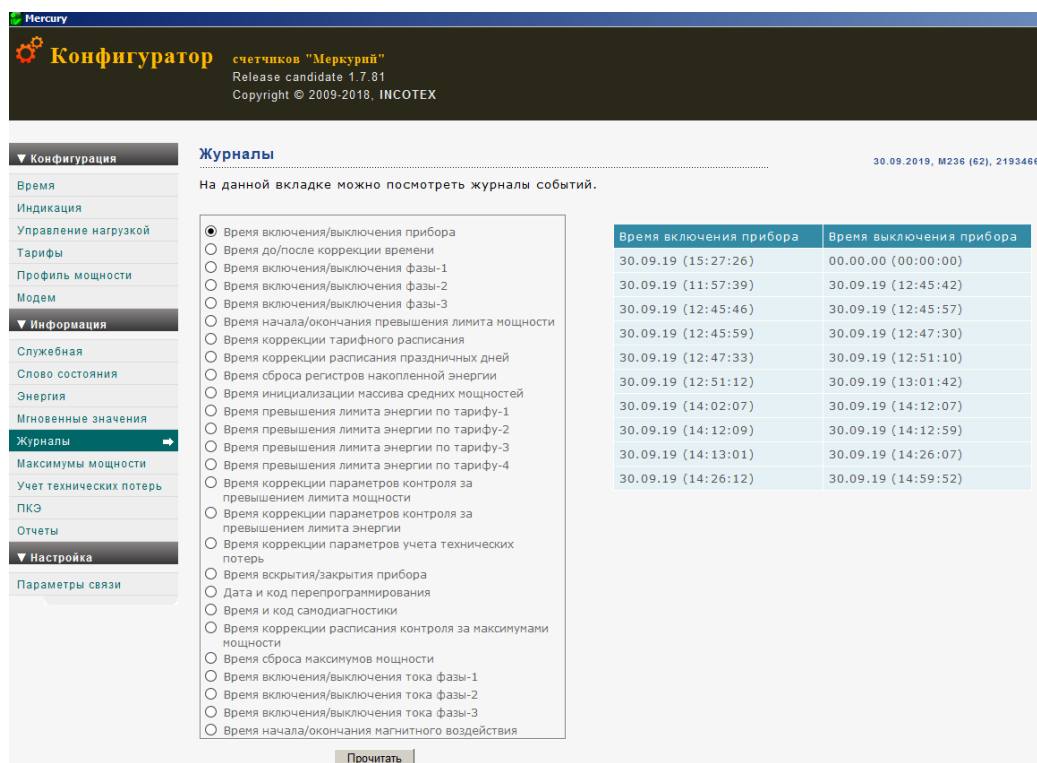 Mercury
Конфигуратор
счетчиков "Меркурий"
Release candidate 1.7.81
Copyright © 2009-2018, INCOTEX
▼ Конфигурация
Время
Индикация
Управление нагрузкой
Тарифы
Профиль мощности
Модем
▼ Информация
Служебная
Слово состояния
Энергия
Мгновенные значения
Журналы
Максимумы мощности
Учет технических потерь
ПКЭ
Отчеты
▼ Настройка
Параметры связи
Журналы
30.09.2019, М236 (62), 2193466
На данной вкладке можно посмотреть журналы событий.
Время включения/выключения прибора
Время до/после коррекции времени
Время включения/выключения фазы-1
Время включения/выключения фазы-2
Время включения/выключения фазы-3
Время начала/окончания превышения лимита мощности
Время коррекции тарифного расписания
Время коррекции расписания праздничных дней
Время сброса регистров накопленной энергии
Время инициализации массива средних мощностей
Время превышения лимита энергии по тарифу-1
Время превышения лимита энергии по тарифу-2
Время превышения лимита энергии по тарифу-3
Время превышения лимита энергии по тарифу-4
Время коррекции параметров контроля за
превышением лимита мощности
Время коррекции параметров контроля за
превышением лимита энергии
Время коррекции параметров учета технических
потерь
Время вскрытия/закрытия прибора
Дата и код перепрограммирования
Время и код самодиагностики
Время коррекции расписания контроля за максимумами
мощности
Время сброса максимумов мощности
Время включения/выключения тока фазы-1
Время включения/выключения тока фазы-2
Время включения/выключения тока фазы-3
Время начала/окончания магнитного воздействия
Прочитать
Время включения прибора Время выключения прибора
30.09.19 (15:27:26) 00.00.00 (00:00:00)
30.09.19 (11:57:39) 30.09.19 (12:45:42)
30.09.19 (12:45:46) 30.09.19 (12:45:57)
30.09.19 (12:45:59) 30.09.19 (12:47:30)
30.09.19 (12:47:33) 30.09.19 (12:51:10)
30.09.19 (12:51:12) 30.09.19 (13:01:42)
30.09.19 (14:02:07) 30.09.19 (14:12:07)
30.09.19 (14:12:09) 30.09.19 (14:12:59)
30.09.19 (14:13:01) 30.09.19 (14:26:07)
30.09.19 (14:26:12) 30.09.19 (14:59:52)